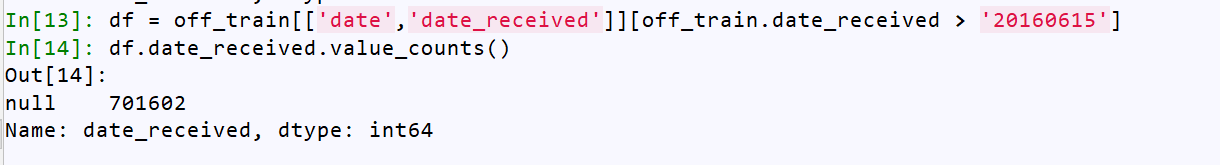 In[13]: df = off_train[['date','date_received']][off_train.date_received > '20160615']
In[14]: df.date_received.value_counts()
Out[14]:
null    701602
Name: date_received, dtype: int64